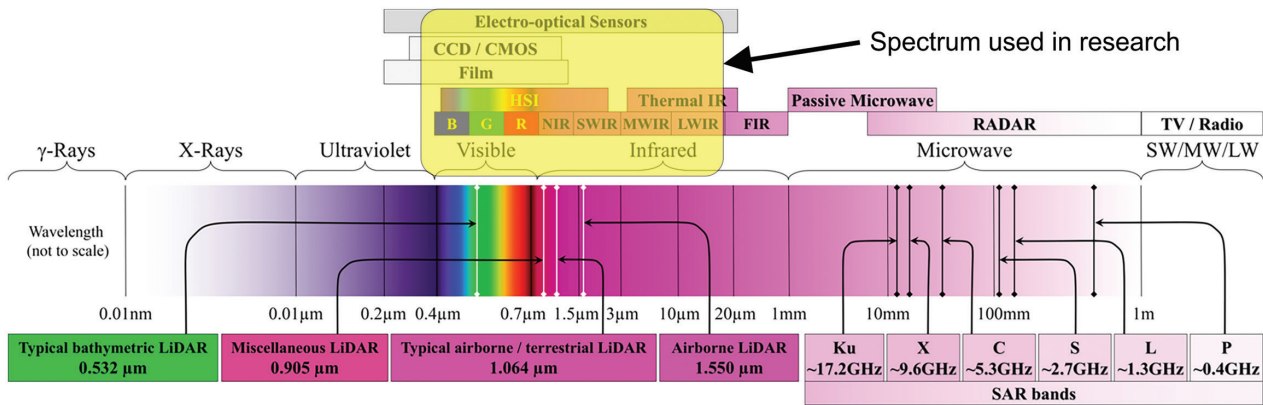 Electro-optical Sensors
CCD / CMOS
Spectrum used in research
Film
HSI
Thermal IR
Passive Microwave
B
G
R
NIR
SWIR
MWIR
LWIR
FIR
RADAR
TV / Radio
γ-Rays
X-Rays
Ultraviolet
Visible
Infrared
Microwave
SW/MW/LW
Wavelength
(not to scale)
0.01nm
0.01μm
0.2μm
0.4μm
0.7μm
1.5μm
3μm
10μm
20μm
1mm
10mm
100mm
1m
Typical bathymetric LiDAR
0.532 μm
Miscellaneous LiDAR
0.905 μm
Typical airborne / terrestrial LiDAR
1.064 μm
Airborne LiDAR
1.550 μm
Ku
~17.2GHz
X
~9.6GHz
C
~5.3GHz
S
~2.7GHz
L
~1.3GHz
P
~0.4GHz
SAR bands